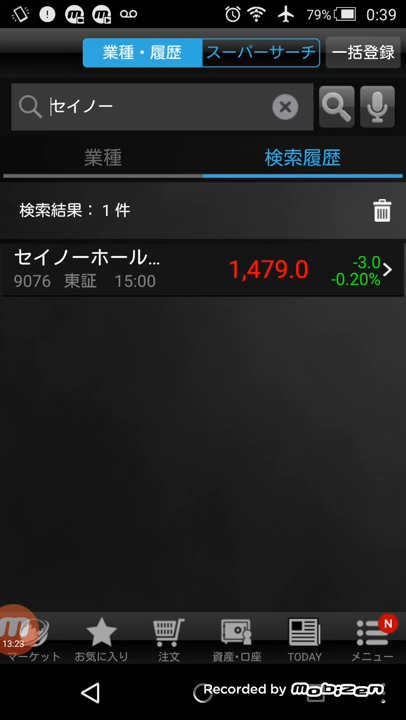 79% 0:39
業種・履歴 スーパーサーチ 一括登録
セイノー
業種 検索履歴
検索結果：1件
セイノーホール... 1,479.0 -3.0
9076 東証 15:00 -0.20%
N
13:23
マーケット お気に入り 注文 資産・口座 TODAY メニュー
Recorded by mobizen